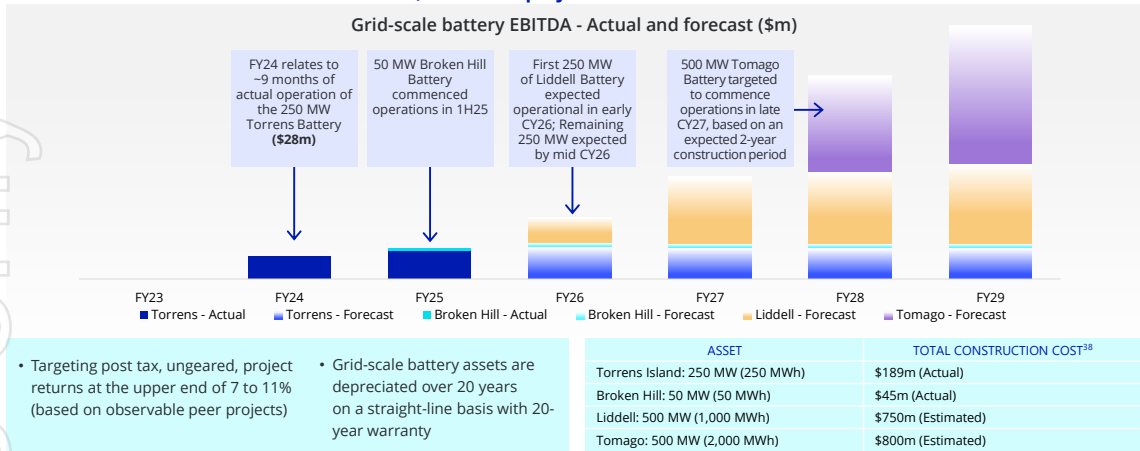 Grid-scale battery EBITDA - Actual and forecast ($m)
FY24 relates to
~9 months of
actual operation of
the 250 MW
Torrens Battery
($28m)
50 MW Broken Hill
Battery
commenced
operations in 1H25
First 250 MW
of Liddell Battery
expected
operational in early
CY26; Remaining
250 MW expected
by mid CY26
500 MW Tomago
Battery targeted
to commence
operations in late
CY27, based on an
expected 2-year
construction period
FY23 FY24 FY25 FY26 FY27 FY28 FY29
Torrens - Actual Torrens - Forecast Broken Hill - Actual Broken Hill - Forecast Liddell - Forecast Tomago - Forecast
• Targeting post tax, ungeared, project
returns at the upper end of 7 to 11%
(based on observable peer projects)
• Grid-scale battery assets are
depreciated over 20 years
on a straight-line basis with 20-
year warranty
ASSET TOTAL CONSTRUCTION COST38
Torrens Island: 250 MW (250 MWh) $189m (Actual)
Broken Hill: 50 MW (50 MWh) $45m (Actual)
Liddell: 500 MW (1,000 MWh) $750m (Estimated)
Tomago: 500 MW (2,000 MWh) $800m (Estimated)